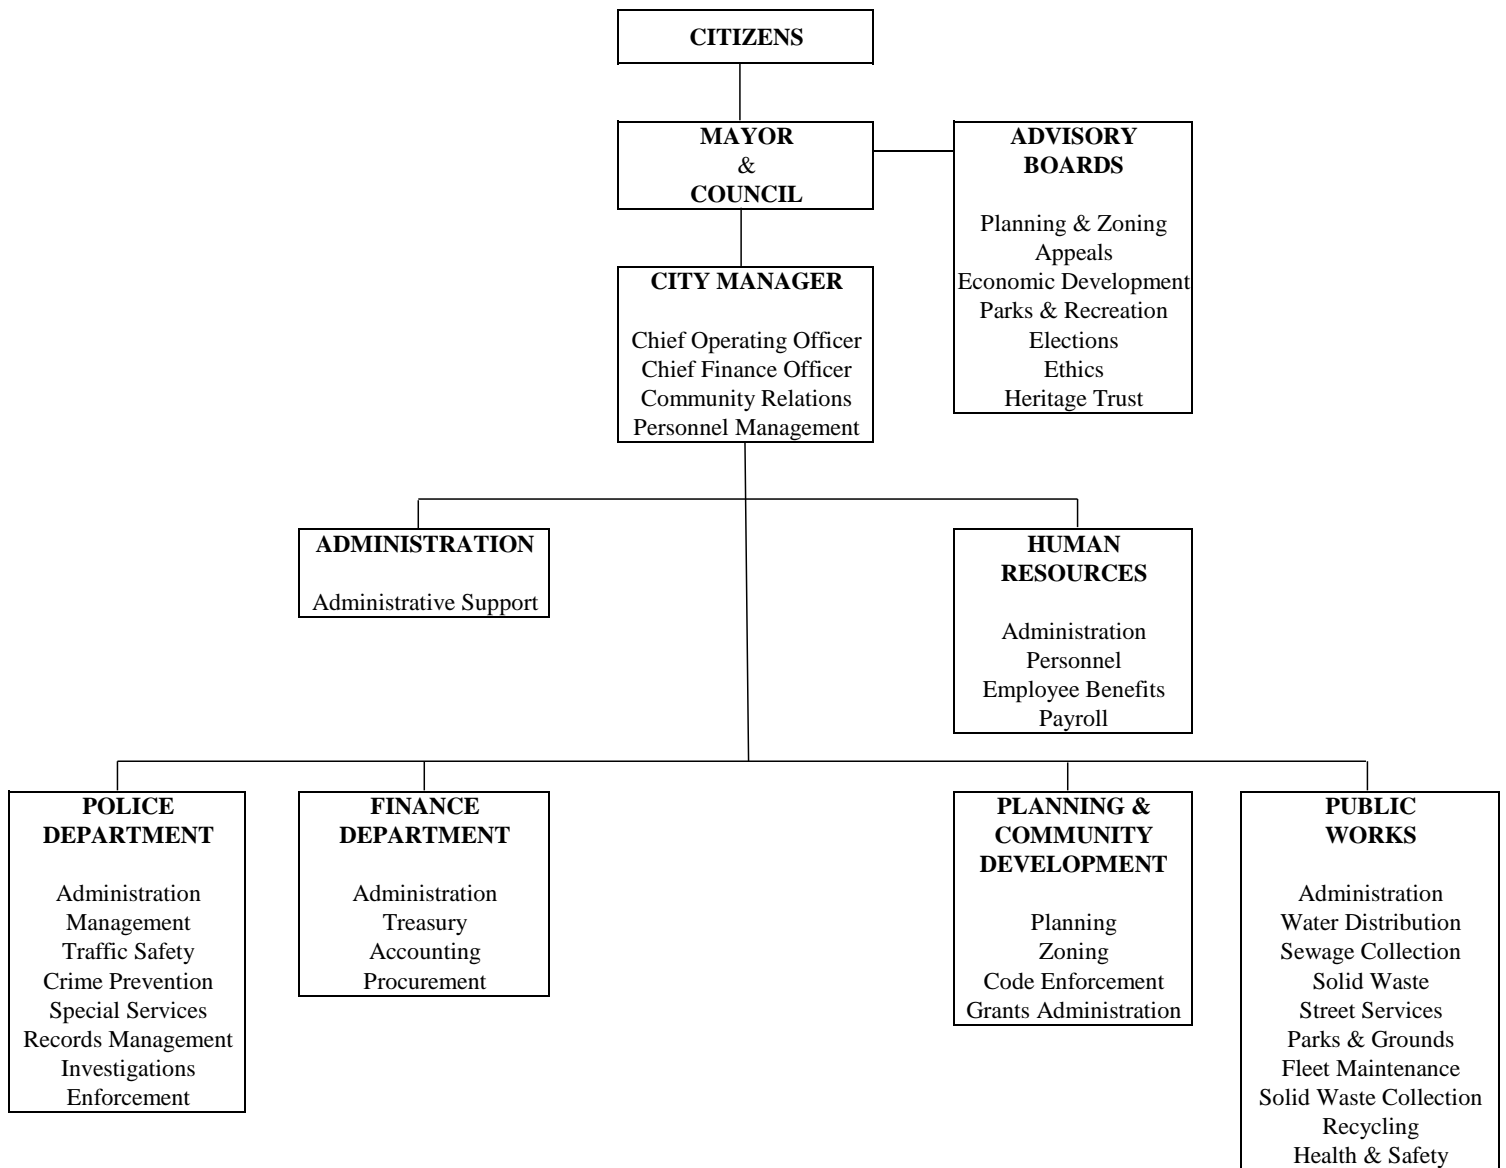 CITIZENS
MAYOR
&
COUNCIL
ADVISORY
BOARDS
Planning & Zoning
Appeals
Economic Development
Parks & Recreation
Elections
Ethics
Heritage Trust
CITY MANAGER
Chief Operating Officer
Chief Finance Officer
Community Relations
Personnel Management
ADMINISTRATION
Administrative Support
HUMAN
RESOURCES
Administration
Personnel
Employee Benefits
Payroll
POLICE
DEPARTMENT
Administration
Management
Traffic Safety
Crime Prevention
Special Services
Records Management
Investigations
Enforcement
FINANCE
DEPARTMENT
Administration
Treasury
Accounting
Procurement
PLANNING &
COMMUNITY
DEVELOPMENT
Planning
Zoning
Code Enforcement
Grants Administration
PUBLIC
WORKS
Administration
Water Distribution
Sewage Collection
Solid Waste
Street Services
Parks & Grounds
Fleet Maintenance
Solid Waste Collection
Recycling
Health & Safety